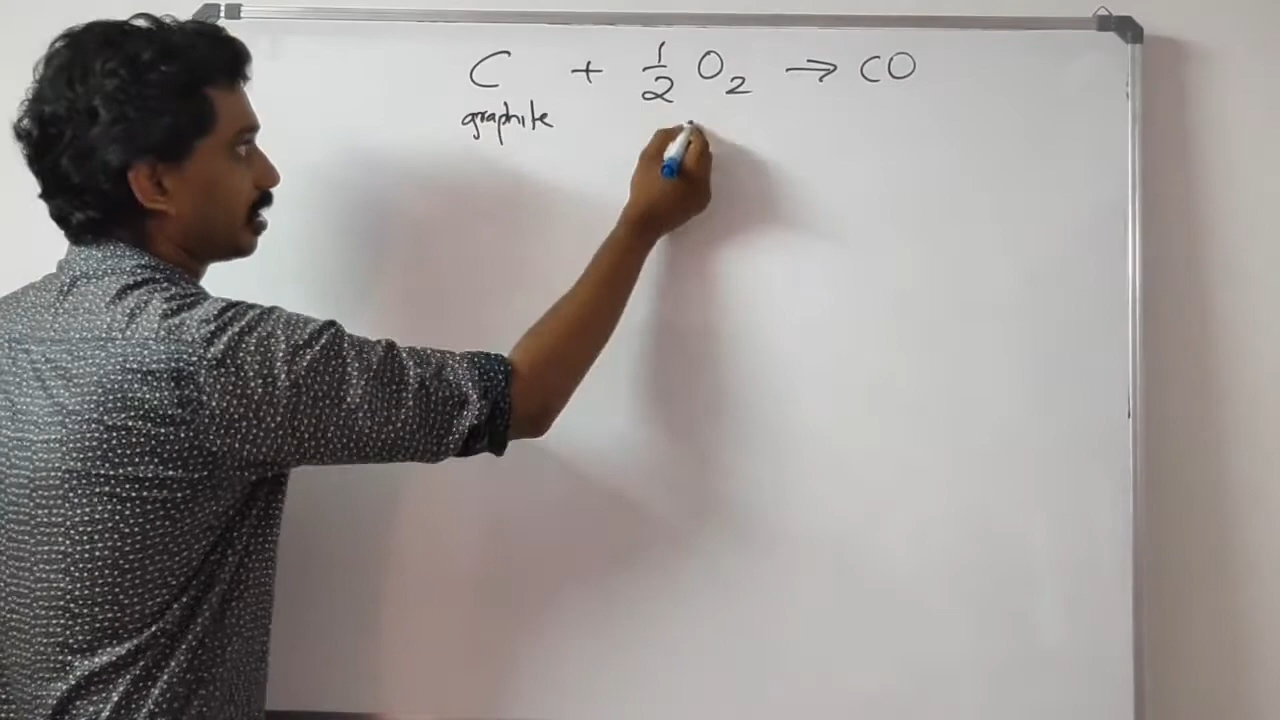 C + 1/2 O₂ → CO
graphite